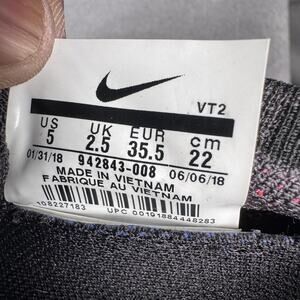 VT2
US UK EUR cm
5 2.5 35.5 22
01/31/18 942843-008 06/06/18
MADE IN VIETNAM
FABRIQUE AU VIETNAM
108227183
UPC 00191884448283